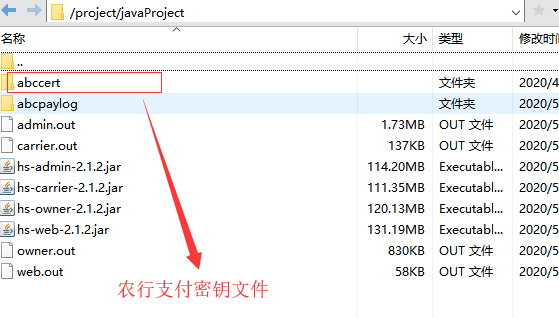 /project/javaProject
名称 大小 类型 修改时间
..
abccert 文件夹 2020/4
abcpaylog 文件夹 2020/5
admin.out 1.73MB OUT 文件 2020/5
carrier.out 137KB OUT 文件 2020/5
hs-admin-2.1.2.jar 114.20MB Executabl... 2020/5
hs-carrier-2.1.2.jar 111.35MB Executabl... 2020/5
hs-owner-2.1.2.jar 120.13MB Executabl... 2020/5
hs-web-2.1.2.jar 131.19MB Executabl... 2020/5
owner.out 830KB OUT 文件 2020/5
web.out 58KB OUT 文件 2020/5
农行支付密钥文件